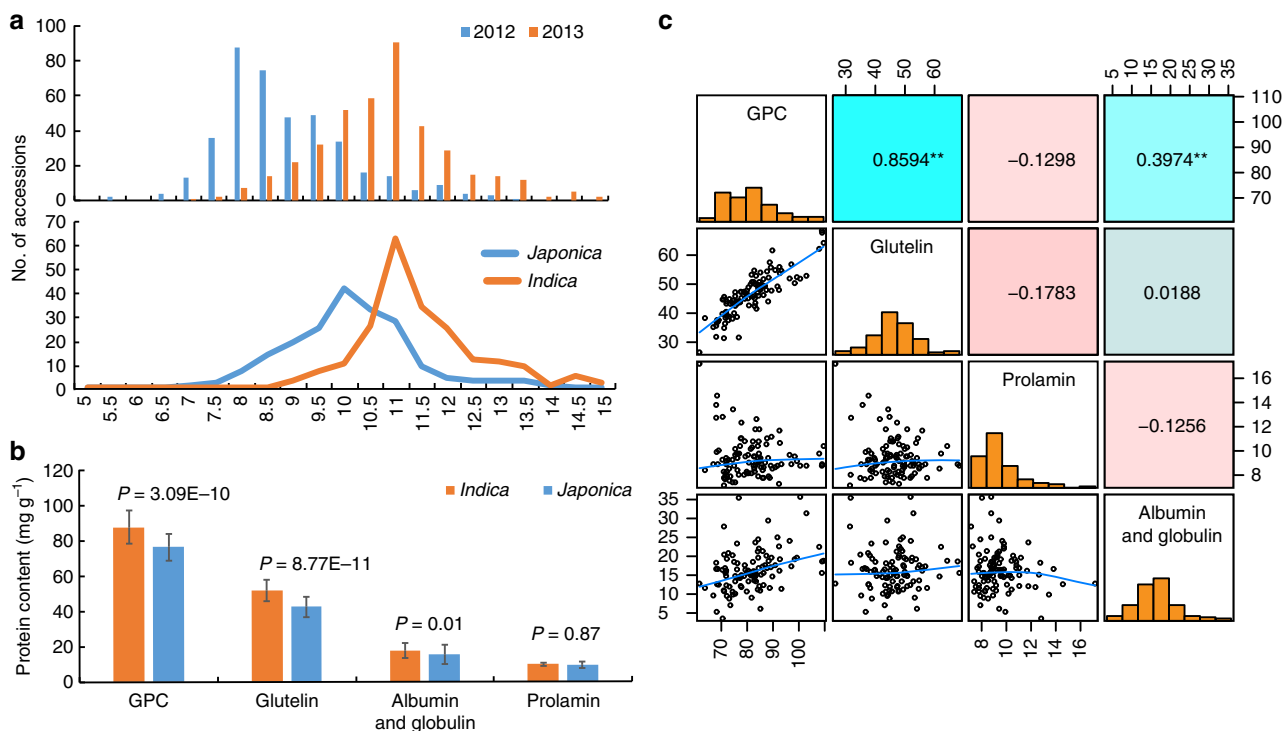 a
100
80
60
40
20
0
2012 2013
No. of accessions
70
60
50
40
30
20
10
0
Japonica
Indica
5 5.5 6 6.5 7 7.5 8 8.5 9 9.5 10 10.5 11 11.5 12 12.5 13 13.5 14 14.5 15
b
120
100
80
60
40
20
0
Protein content (mg g⁻¹)
Indica Japonica
P = 3.09E–10
P = 8.77E–11
P = 0.01
P = 0.87
GPC Glutelin Albumin Prolamin
and globulin
c
30 40 50 60
5 10 15 20 25 30 35
GPC
0.8594**
−0.1298
0.3974**
110
100
90
80
70
60
50
40
30
Glutelin
−0.1783
0.0188
Prolamin
−0.1256
16
14
12
10
8
35
30
25
20
15
10
5
Albumin
and globulin
70 80 90 100
8 10 12 14 16